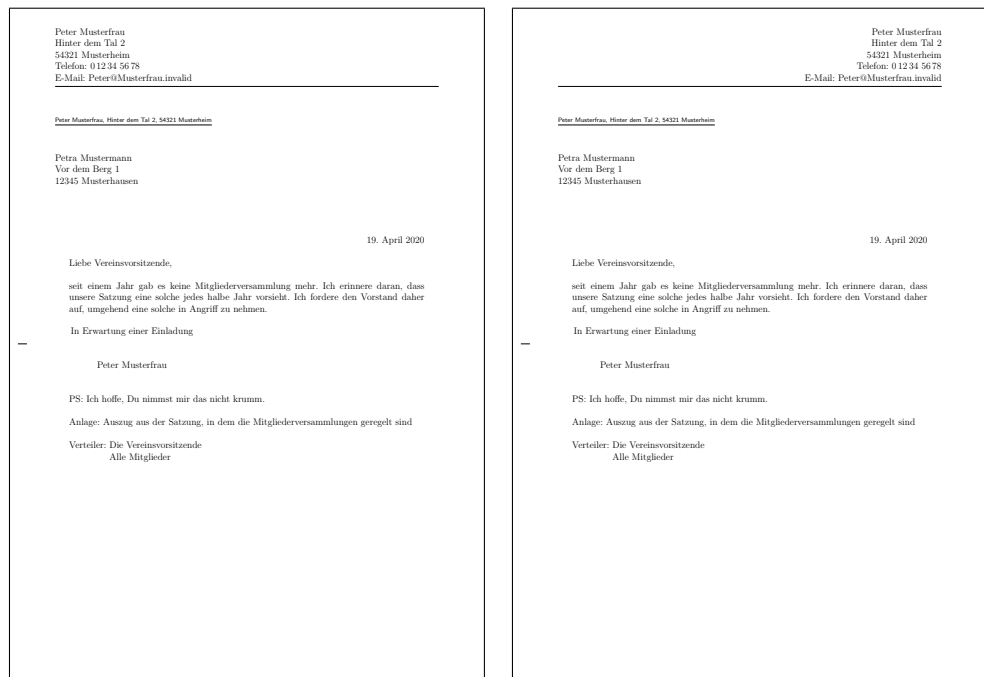 Peter Musterfrau
Hinter dem Tal 2
54321 Musterheim
Telefon: 0 12 34 56 78
E-Mail: Peter@Musterfrau.invalid
Peter Musterfrau, Hinter dem Tal 2, 54321 Musterheim
Petra Mustermann
Vor dem Berg 1
12345 Musterhausen
19. April 2020
Liebe Vereinsvorsitzende,
seit einem Jahr gab es keine Mitgliederversammlung mehr. Ich erinnere daran, dass
unsere Satzung eine solche jedes halbe Jahr vorsieht. Ich fordere den Vorstand daher
auf, umgehend eine solche in Angriff zu nehmen.
In Erwartung einer Einladung
Peter Musterfrau
PS: Ich hoffe, Du nimmst mir das nicht krumm.
Anlage: Auszug aus der Satzung, in dem die Mitgliederversammlungen geregelt sind
Verteiler: Die Vereinsvorsitzende
Alle Mitglieder
Peter Musterfrau
Hinter dem Tal 2
54321 Musterheim
Telefon: 0 12 34 56 78
E-Mail: Peter@Musterfrau.invalid
Peter Musterfrau, Hinter dem Tal 2, 54321 Musterheim
Petra Mustermann
Vor dem Berg 1
12345 Musterhausen
19. April 2020
Liebe Vereinsvorsitzende,
seit einem Jahr gab es keine Mitgliederversammlung mehr. Ich erinnere daran, dass
unsere Satzung eine solche jedes halbe Jahr vorsieht. Ich fordere den Vorstand daher
auf, umgehend eine solche in Angriff zu nehmen.
In Erwartung einer Einladung
Peter Musterfrau
PS: Ich hoffe, Du nimmst mir das nicht krumm.
Anlage: Auszug aus der Satzung, in dem die Mitgliederversammlungen geregelt sind
Verteiler: Die Vereinsvorsitzende
Alle Mitglieder